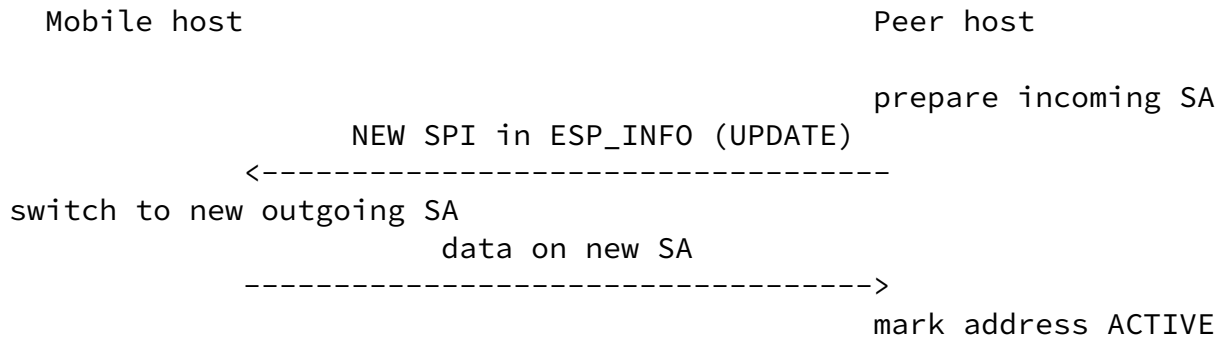 Mobile host                                   Peer host
prepare incoming SA
NEW SPI in ESP_INFO (UPDATE)
<-----------------------------------
switch to new outgoing SA
data on new SA
----------------------------------->
mark address ACTIVE